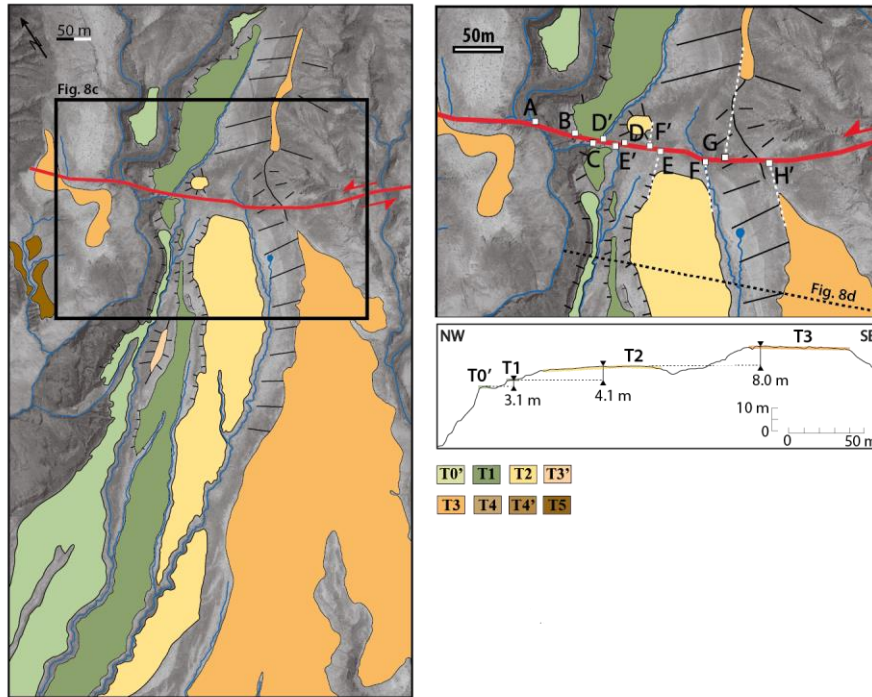 N
50 m
Fig. 8c
50m
A
B
D'
D
F'
C
E'
E
F
G
H'
Fig. 8d
NW
SE
T0'
T1
T2
T3
3.1 m
4.1 m
8.0 m
10 m
0
0
50 m
T0' T1 T2 T3'
T3 T4 T4' T5